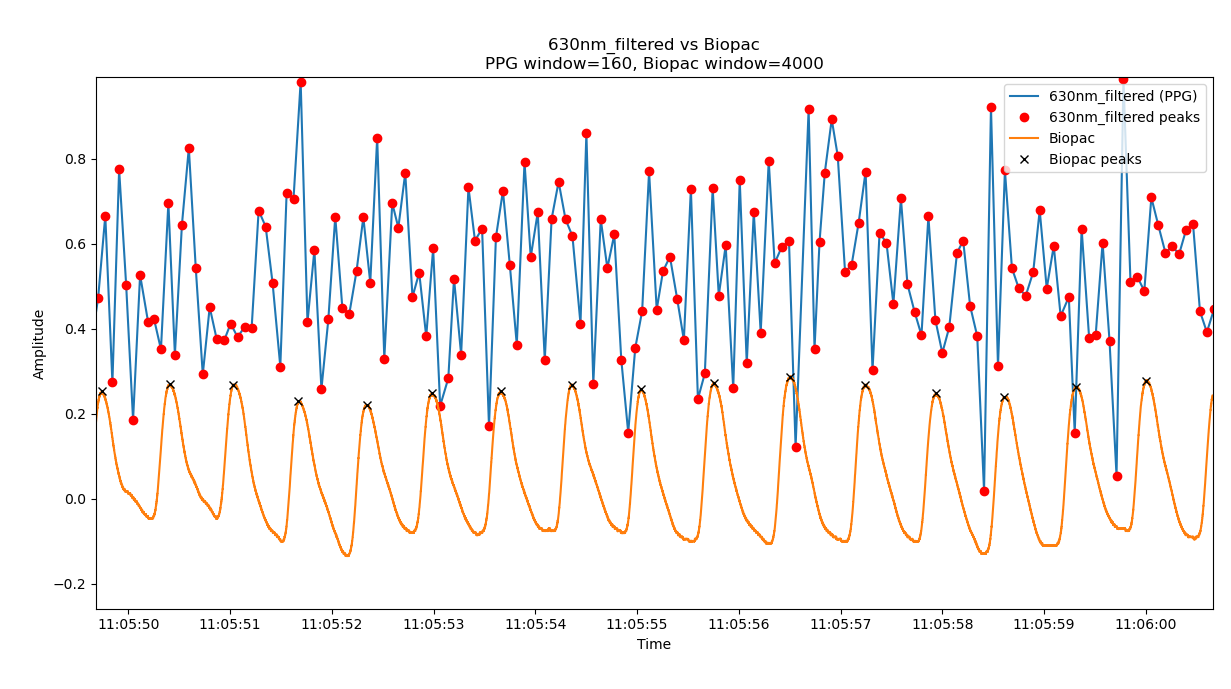 630nm_filtered vs Biopac
PPG window=160, Biopac window=4000
630nm_filtered (PPG)
630nm_filtered peaks
Biopac
Biopac peaks
Amplitude
0.8
0.6
0.4
0.2
0.0
−0.2
11:05:50
11:05:51
11:05:52
11:05:53
11:05:54
11:05:55
11:05:56
11:05:57
11:05:58
11:05:59
11:06:00
Time